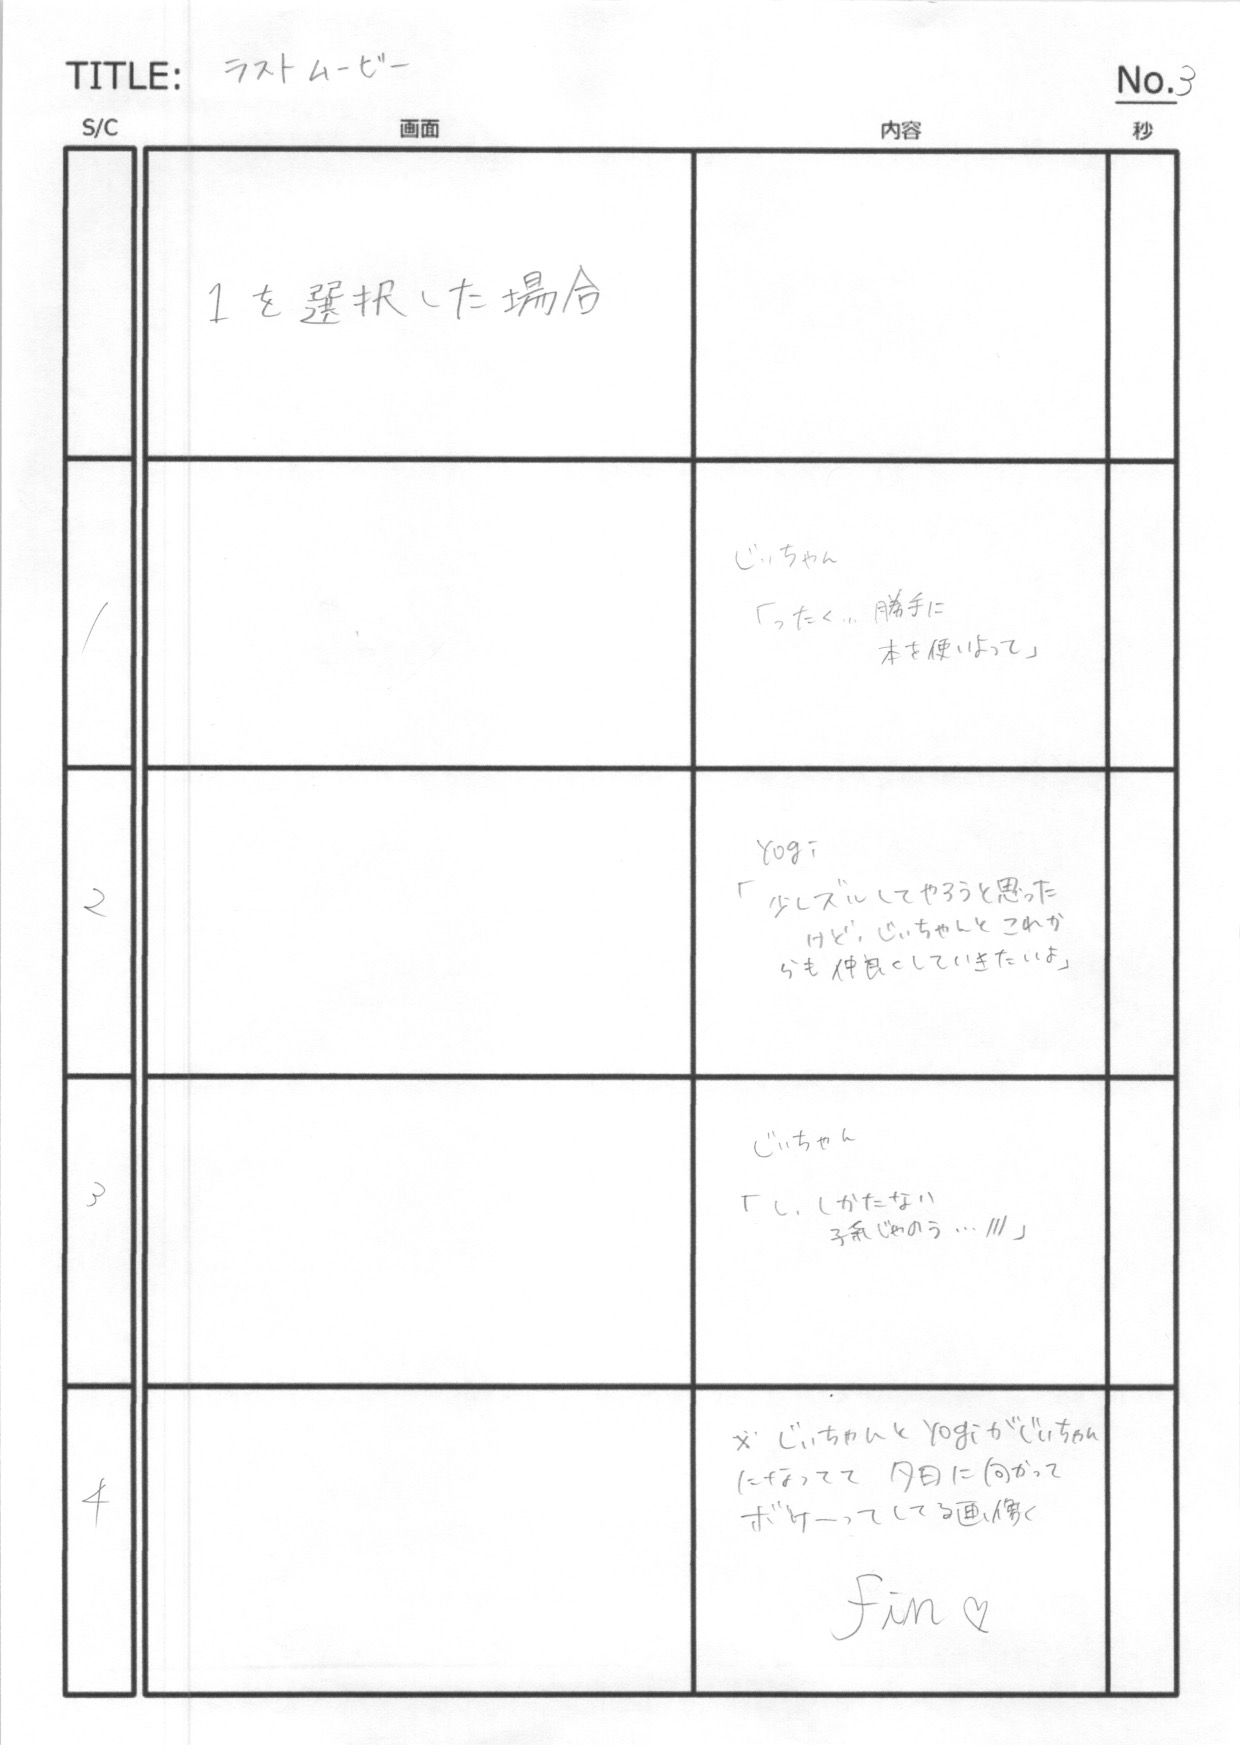 TITLE: ラストムービー
No.3
S/C 画面 内容 秒
1を選択した場合
1
じぃちゃん
「ったく... 勝手に
本を使いよって」
2
Yogi
「少しズルしてやろうと思った
けど、じぃちゃんとこれか
らも仲良くしていきたいよ」
3
じぃちゃん
「し、しかたない
孫じゃのう…///」
4
※ じぃちゃんとYogiがじぃちゃん
になってて 夕日に向かって
ボケーってしてる画像く
fin ♡